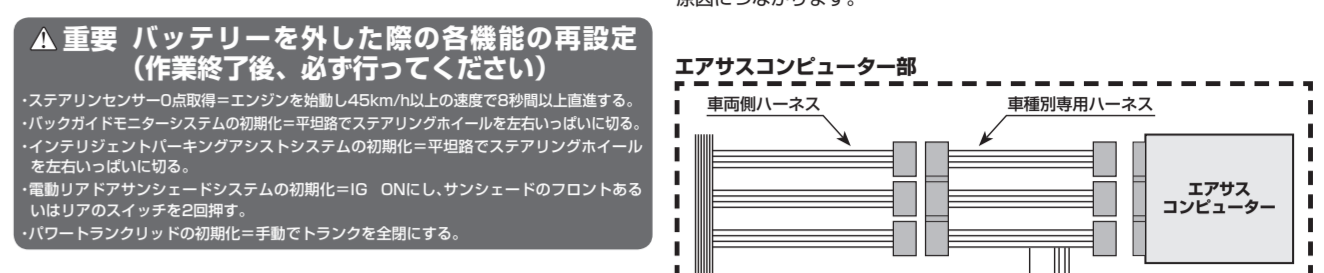 ⚠ 重要 バッテリーを外した際の各機能の再設定
（作業終了後、必ず行ってください）
・ステアリンセンサー0点取得＝エンジンを始動し45km/h以上の速度で8秒間以上直進する。
・バックガイドモニターシステムの初期化＝平坦路でステアリングホイールを左右いっぱいに切る。
・インテリジェントパーキングアシストシステムの初期化＝平坦路でステアリングホイール
を左右いっぱいに切る。
・電動リアドアサンシェードシステムの初期化＝IG ONにし、サンシェードのフロントある
いはリアのスイッチを2回押す。
・パワートランクリッドの初期化＝手動でトランクを全閉にする。
原因につながります。
エアサスコンピューター部
車両側ハーネス
車種別専用ハーネス
エアサス
コンピューター